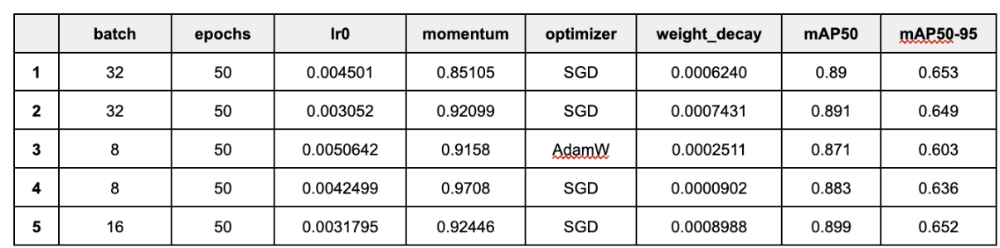 batch epochs lr0 momentum optimizer weight_decay mAP50 mAP50-95
1 32 50 0.004501 0.85105 SGD 0.0006240 0.89 0.653
2 32 50 0.003052 0.92099 SGD 0.0007431 0.891 0.649
3 8 50 0.0050642 0.9158 AdamW 0.0002511 0.871 0.603
4 8 50 0.0042499 0.9708 SGD 0.0000902 0.883 0.636
5 16 50 0.0031795 0.92446 SGD 0.0008988 0.899 0.652